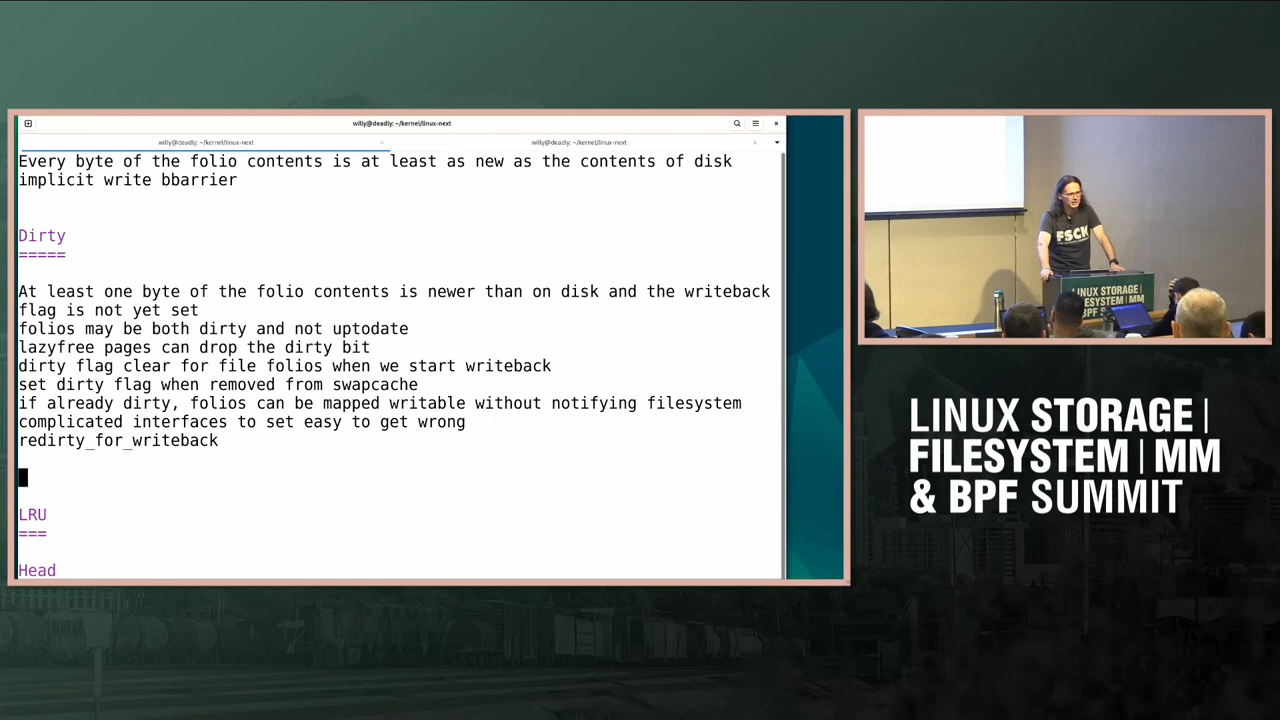 willy@deadly: ~/kernel/linux-next
willy@deadly: ~/kernel/linux-next
willy@deadly: ~/kernel/linux-next
Every byte of the folio contents is at least as new as the contents of disk
implicit write bbarrier
Dirty
=====
At least one byte of the folio contents is newer than on disk and the writeback
flag is not yet set
folios may be both dirty and not uptodate
lazyfree pages can drop the dirty bit
dirty flag clear for file folios when we start writeback
set dirty flag when removed from swapcache
if already dirty, folios can be mapped writable without notifying filesystem
complicated interfaces to set easy to get wrong
redirty_for_writeback
LRU
===
Head
FSCK
LINUX STORAGE|
FILESYSTEM|MM
& BPF
LINUX STORAGE|
FILESYSTEM|MM
& BPF SUMMIT